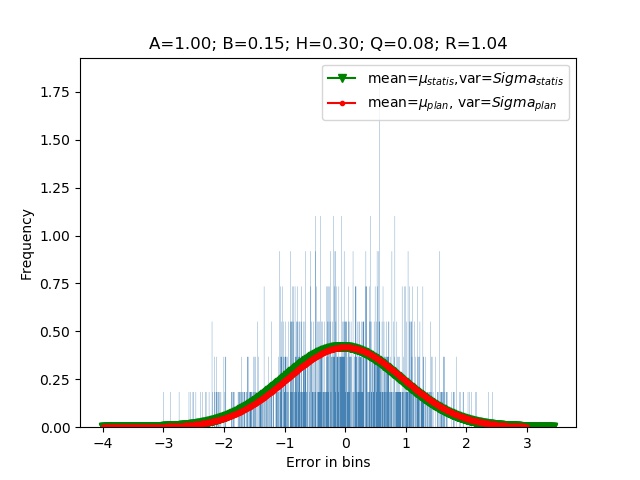 A=1.00; B=0.15; H=0.30; Q=0.08; R=1.04
mean=μstatis,var=Sigmastatis
mean=μplan, var=Sigmaplan
1.75
1.50
1.25
1.00
0.75
0.50
0.25
0.00
Frequency
−4 −3 −2 −1 0 1 2 3
Error in bins